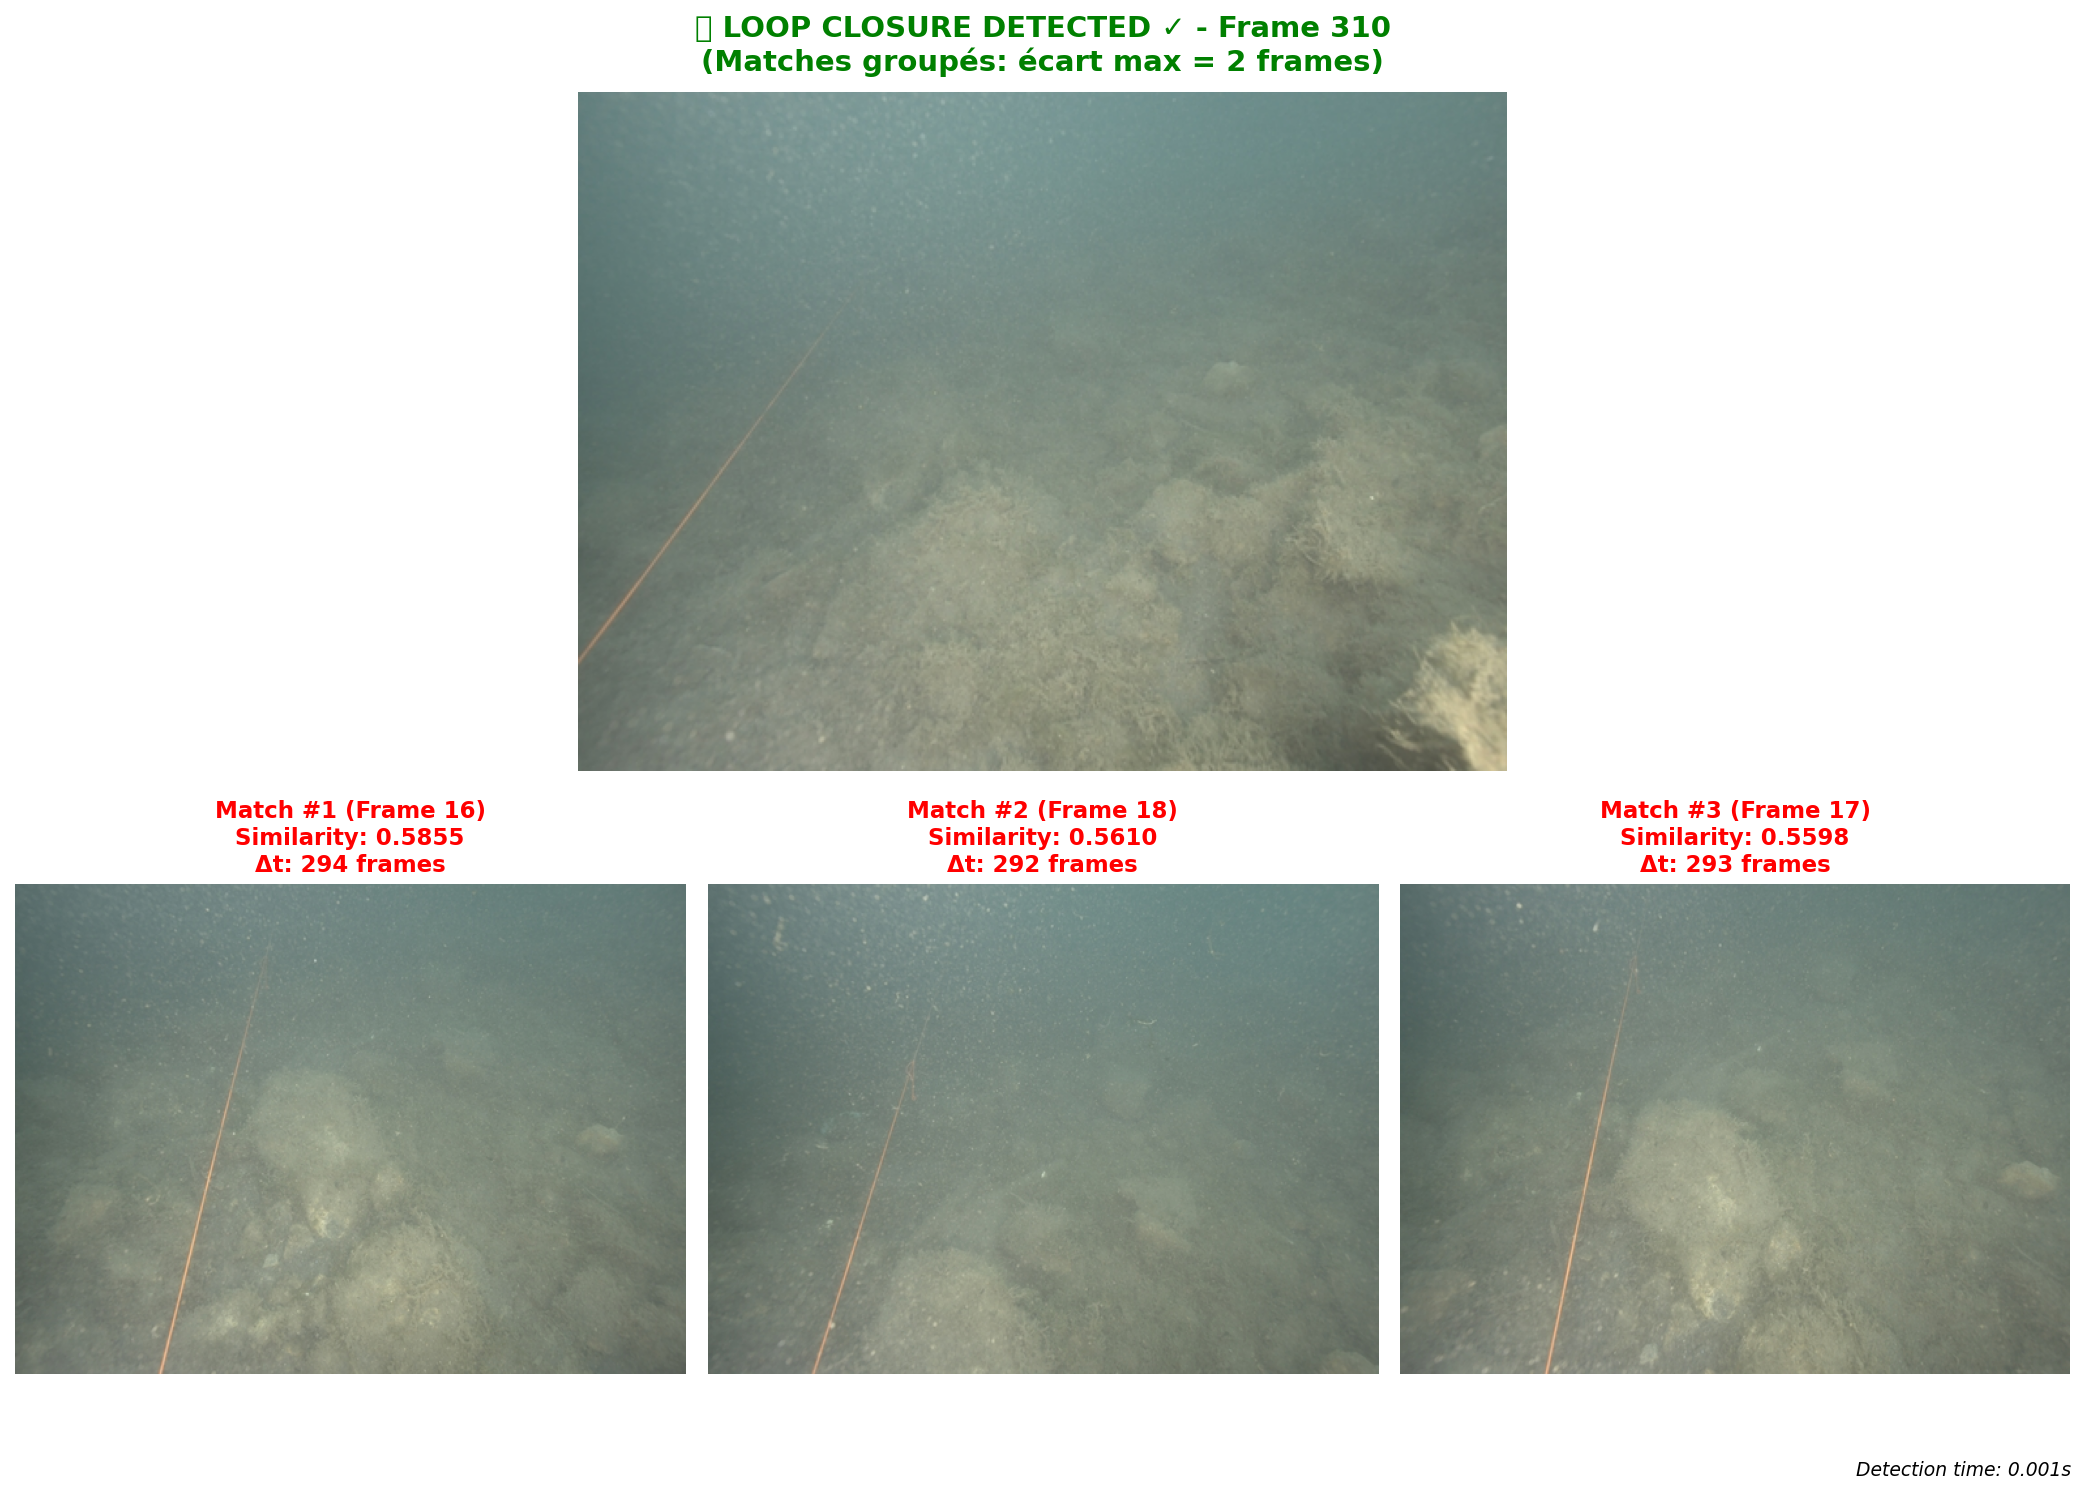 LOOP CLOSURE DETECTED ✓ - Frame 310
(Matches groupés: écart max = 2 frames)
Match #1 (Frame 16)
Similarity: 0.5855
Δt: 294 frames
Match #2 (Frame 18)
Similarity: 0.5610
Δt: 292 frames
Match #3 (Frame 17)
Similarity: 0.5598
Δt: 293 frames
Detection time: 0.001s